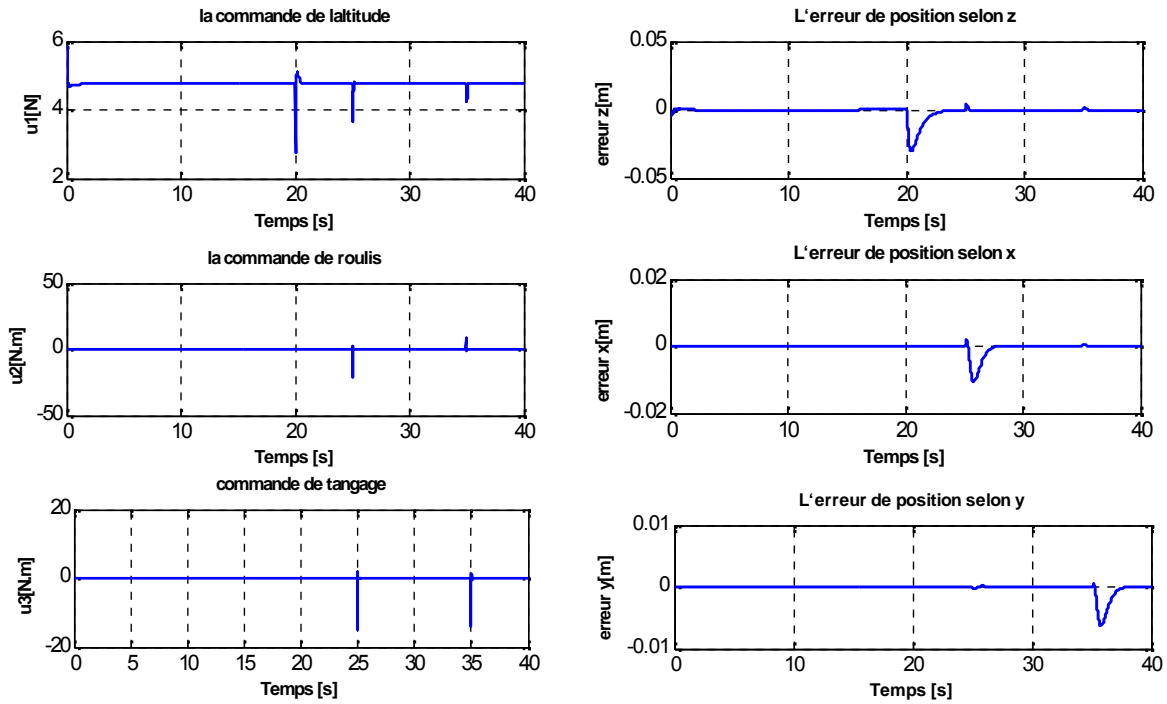 la commande de laltitude
6
4
2
u1[N]
0
10
20
30
40
Temps [s]
L‘erreur de position selon z
0.05
0
-0.05
erreur z[m]
0
10
20
30
40
Temps [s]
la commande de roulis
50
0
-50
u2[N.m]
0
10
20
30
40
Temps [s]
L‘erreur de position selon x
0.02
0
-0.02
erreur x[m]
0
10
20
30
40
Temps [s]
commande de tangage
20
0
-20
u3[N.m]
0
5
10
15
20
25
30
35
40
Temps [s]
L‘erreur de position selon y
0.01
0
-0.01
erreur y[m]
0
10
20
30
40
Temps [s]